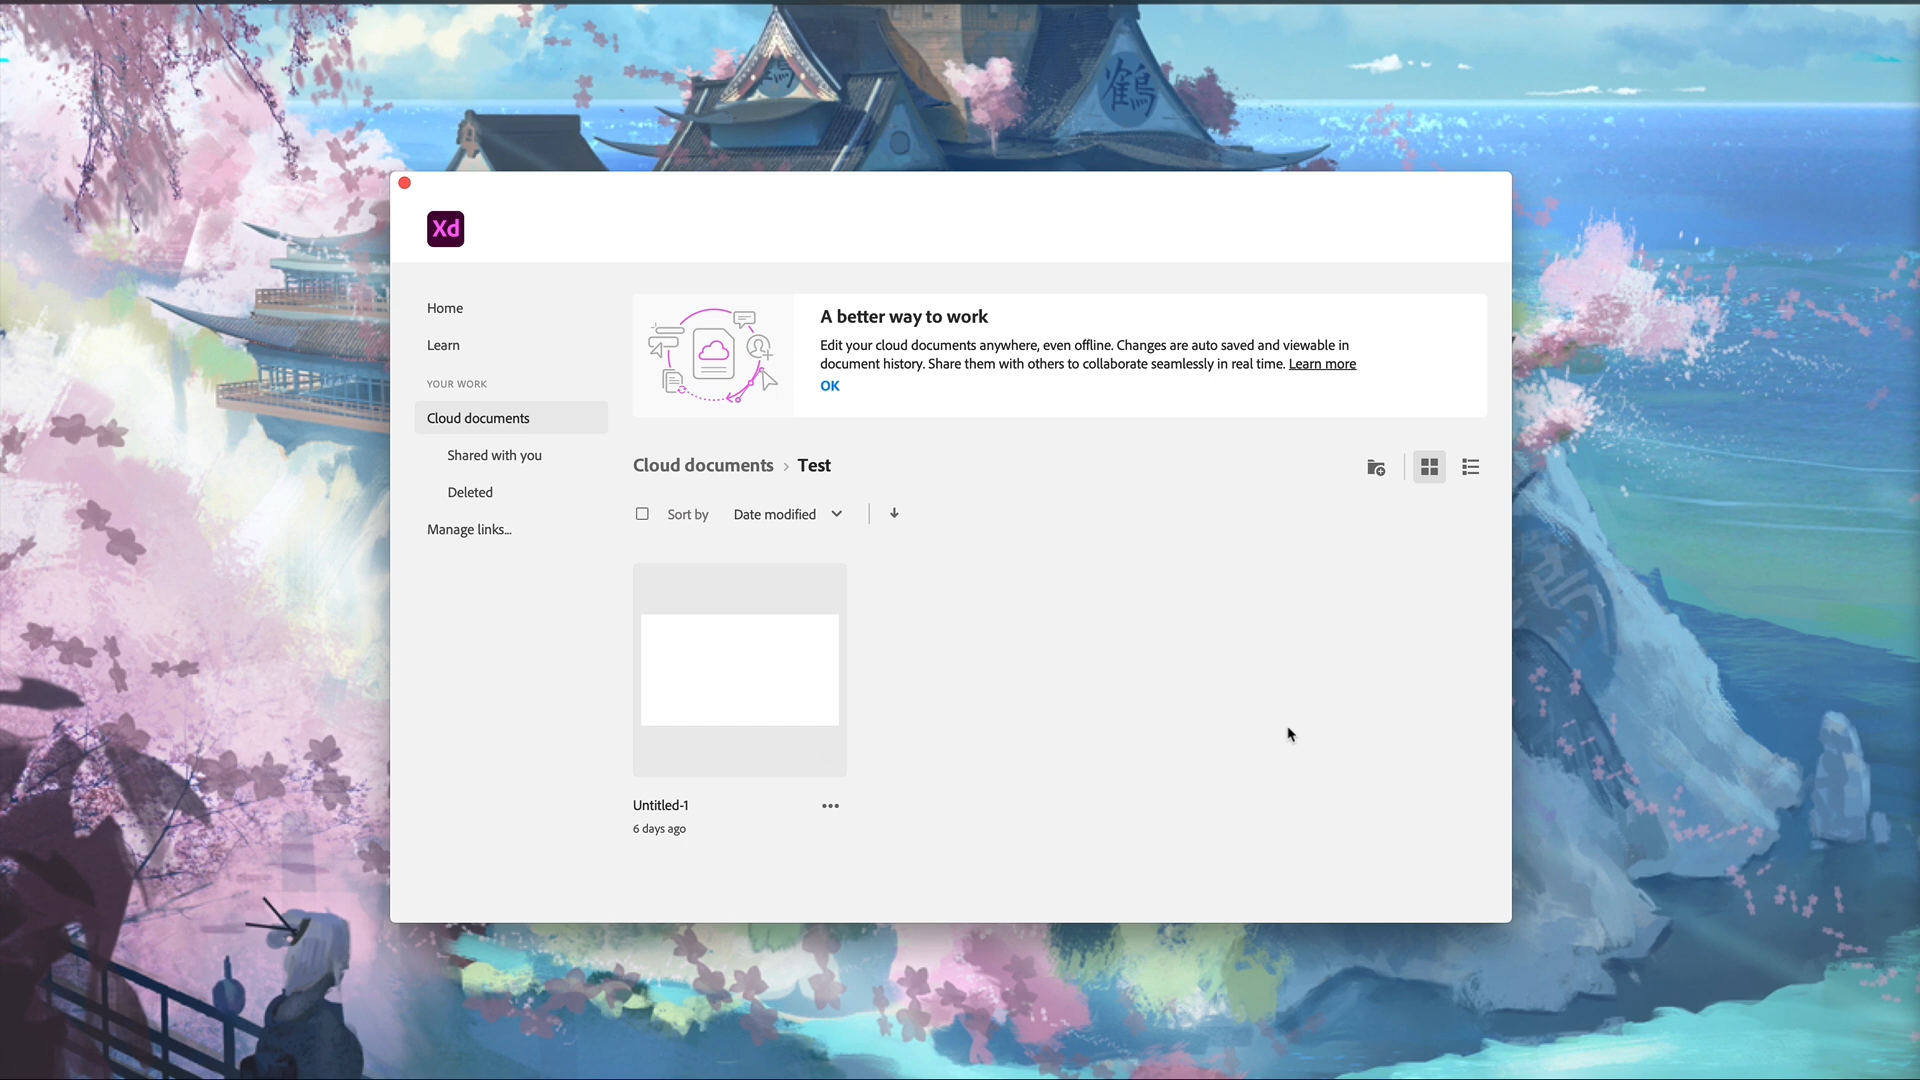 鶴
鶴
Xd
Home
A better way to work
Learn
Edit your cloud documents anywhere, even offline. Changes are auto saved and viewable in
document history. Share them with others to collaborate seamlessly in real time. Learn more
YOUR WORK
OK
Cloud documents
Shared with you
Cloud documents › Test
Deleted
Sort by Date modified
Manage links...
Untitled-1
6 days ago